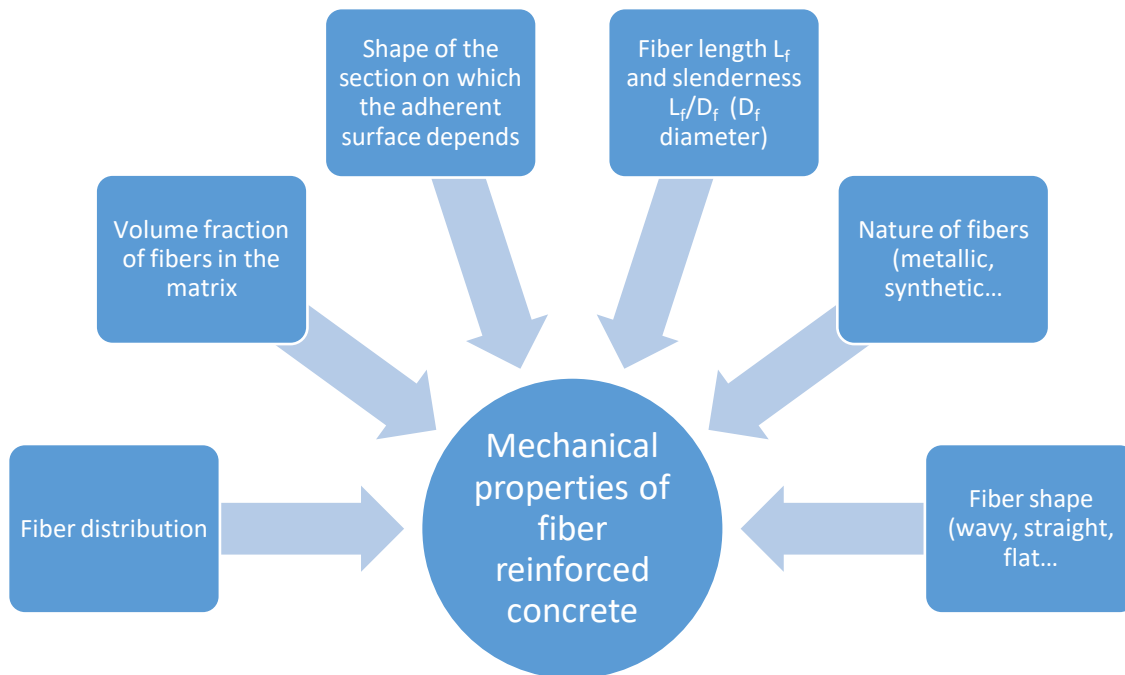 Shape of the
section on which
the adherent
surface depends
Fiber length Lf
and slenderness
Lf/Df (Df
diameter)
Volume fraction
of fibers in the
matrix
Nature of fibers
(metallic,
synthetic…
Fiber distribution
Mechanical
properties of
fiber
reinforced
concrete
Fiber shape
(wavy, straight,
flat…